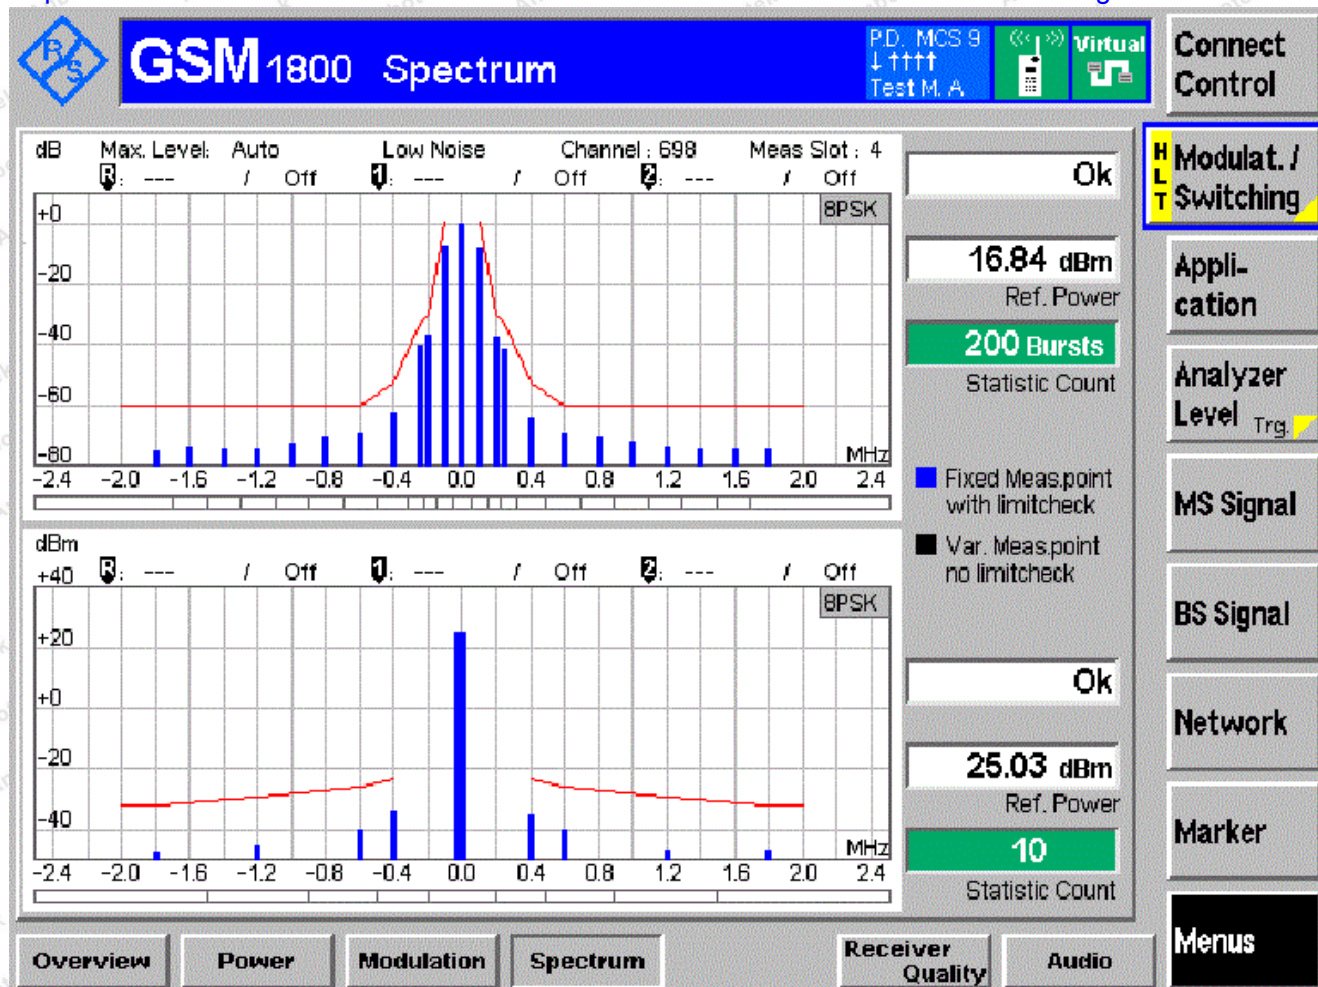 R&S
GSM 1800 Spectrum
P.D. MCS 9
↓ ↑↑↑↑
Test M. A
Virtual
Connect
Control
dB Max. Level: Auto Low Noise Channel : 698 Meas Slot : 4
R: --- / Off 1: --- / Off 2: --- / Off
8PSK
+0
-20
-40
-60
-80
MHz
-2.4 -2.0 -1.6 -1.2 -0.8 -0.4 0.0 0.4 0.8 1.2 1.6 2.0 2.4
Ok
16.84 dBm
Ref. Power
200 Bursts
Statistic Count
Fixed Meas.point
with limitcheck
Var. Meas.point
no limitcheck
dBm
+40 R: --- / Off 1: --- / Off 2: --- / Off
8PSK
+20
+0
-20
-40
MHz
-2.4 -2.0 -1.6 -1.2 -0.8 -0.4 0.0 0.4 0.8 1.2 1.6 2.0 2.4
Ok
25.03 dBm
Ref. Power
10
Statistic Count
HLT
Modulat. /
Switching
Appli-
cation
Analyzer
Level Trg.
MS Signal
BS Signal
Network
Marker
Menus
Overview Power Modulation Spectrum Receiver Quality Audio